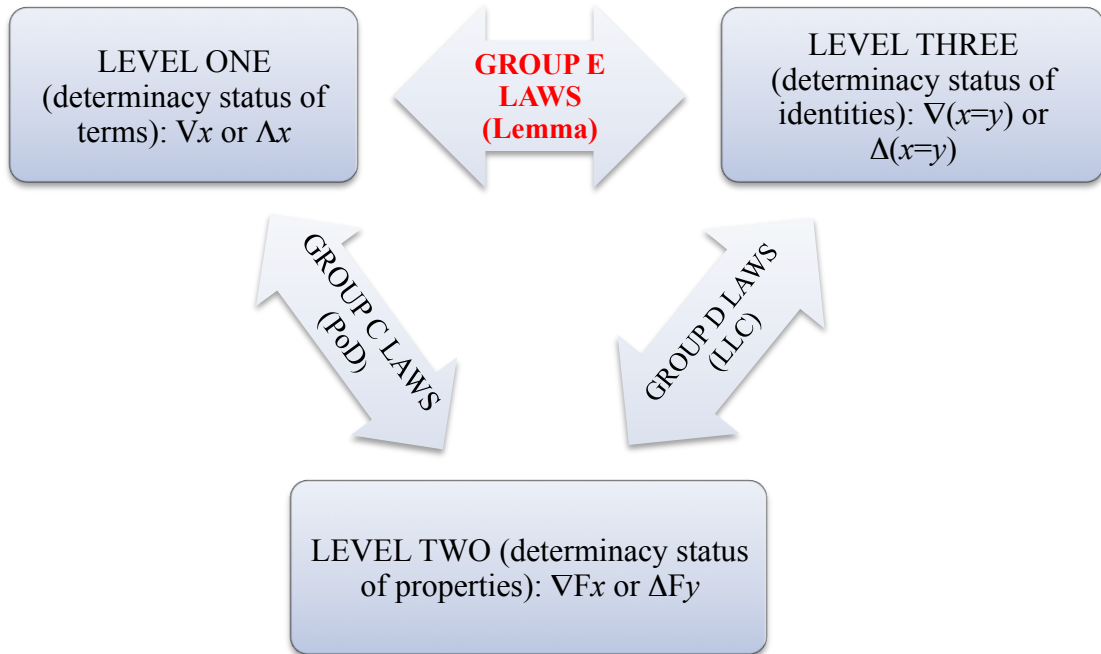 LEVEL ONE
(determinacy status of
terms): Vx or Λx
GROUP E
LAWS
(Lemma)
LEVEL THREE
(determinacy status of
identities): ∇(x=y) or
Δ(x=y)
GROUP C LAWS
(PoD)
GROUP D LAWS
(LLC)
LEVEL TWO (determinacy status
of properties): ∇Fx or ΔFy